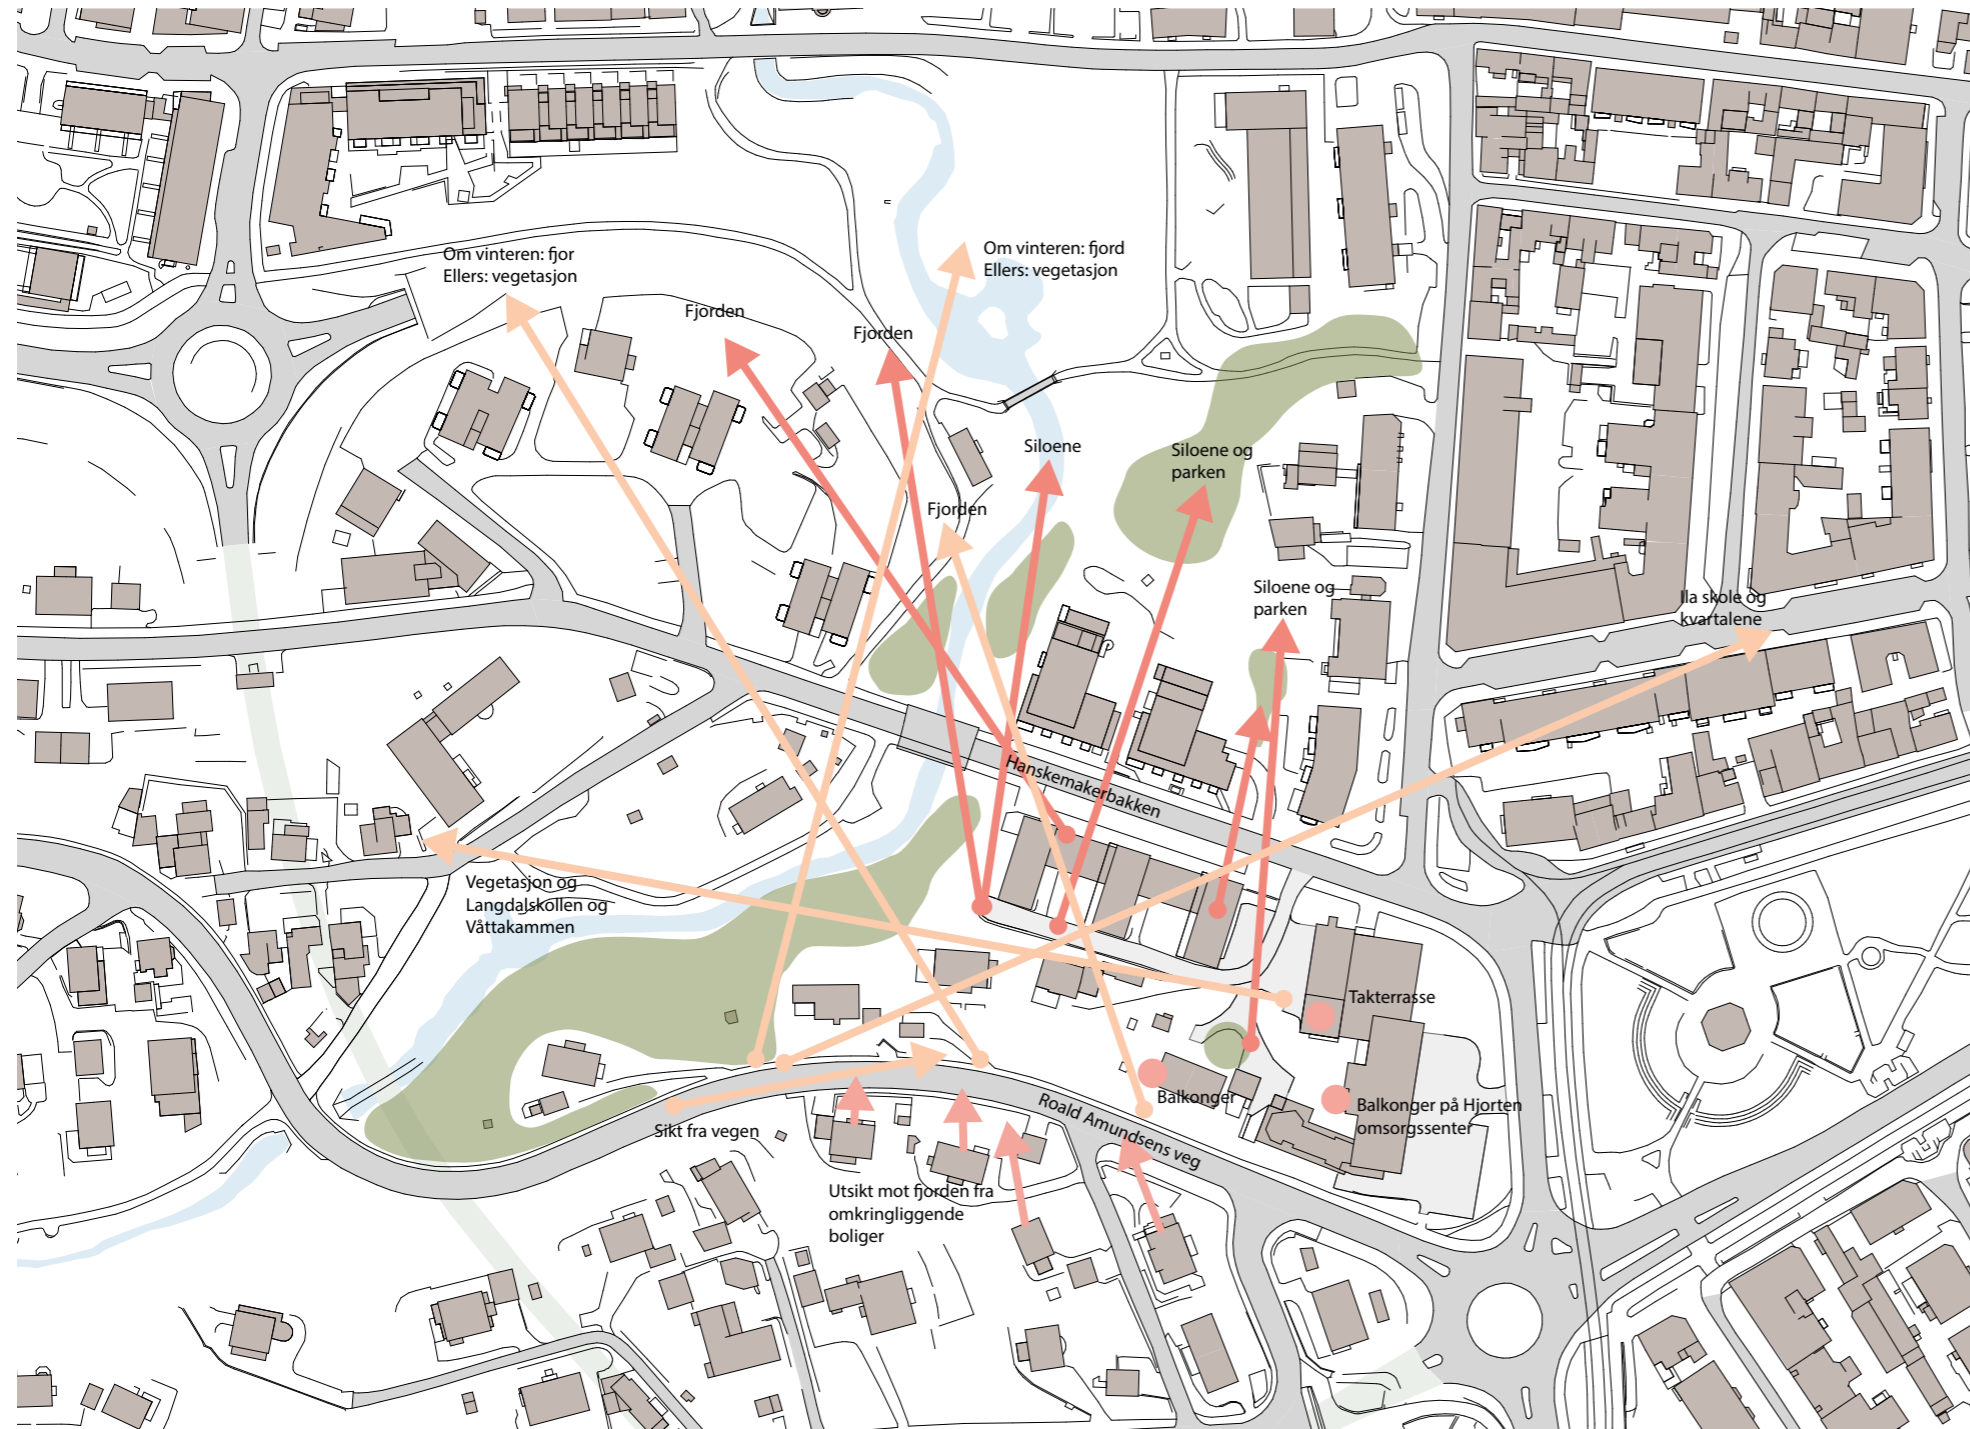 Om vinteren: fjor
Ellers: vegetasjon
Om vinteren: fjord
Ellers: vegetasjon
Fjorden
Fjorden
Siloene
Siloene og
parken
Fjorden
Siloene og
parken
Ila skole og
kvartalene
Hanskemakerbakken
Vegetasjon og
Langdalskollen og
Våttakammen
Takterrasse
Balkonger
Balkonger på Hjorten
omsorgssenter
Roald Amundsens veg
Sikt fra vegen
Utsikt mot fjorden fra
omkringliggende
boliger